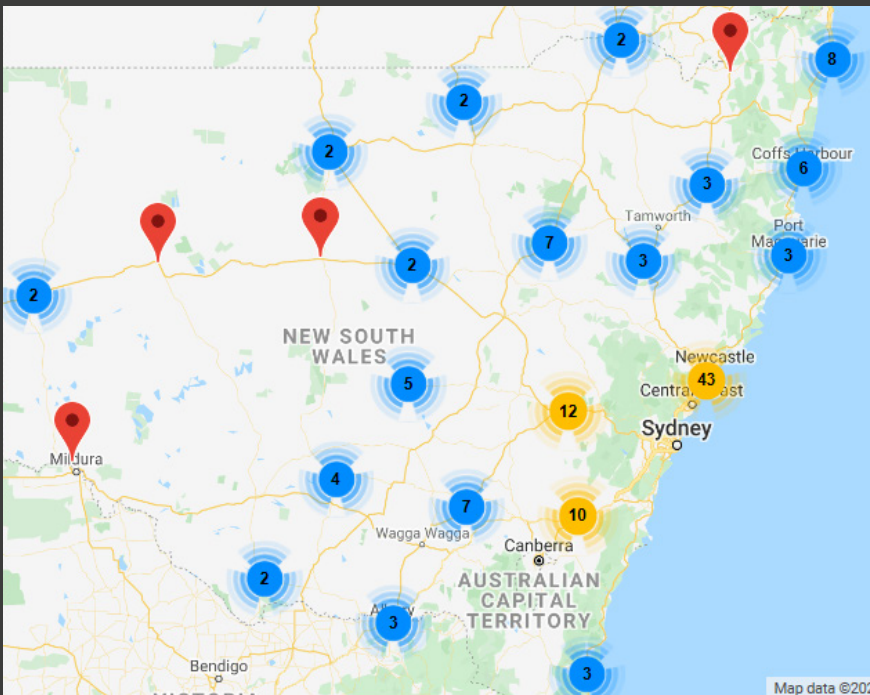 2
8
2
2
Coffs Harbour
6
3
Tamworth
Port
Macquarie
7
3
3
2
2
NEW SOUTH
WALES
Newcastle
43
5
Central Coast
12
Sydney
Mildura
4
7
10
Wagga Wagga
Canberra
2
AUSTRALIAN
CAPITAL
TERRITORY
Albury
3
Bendigo
3
Map data ©202